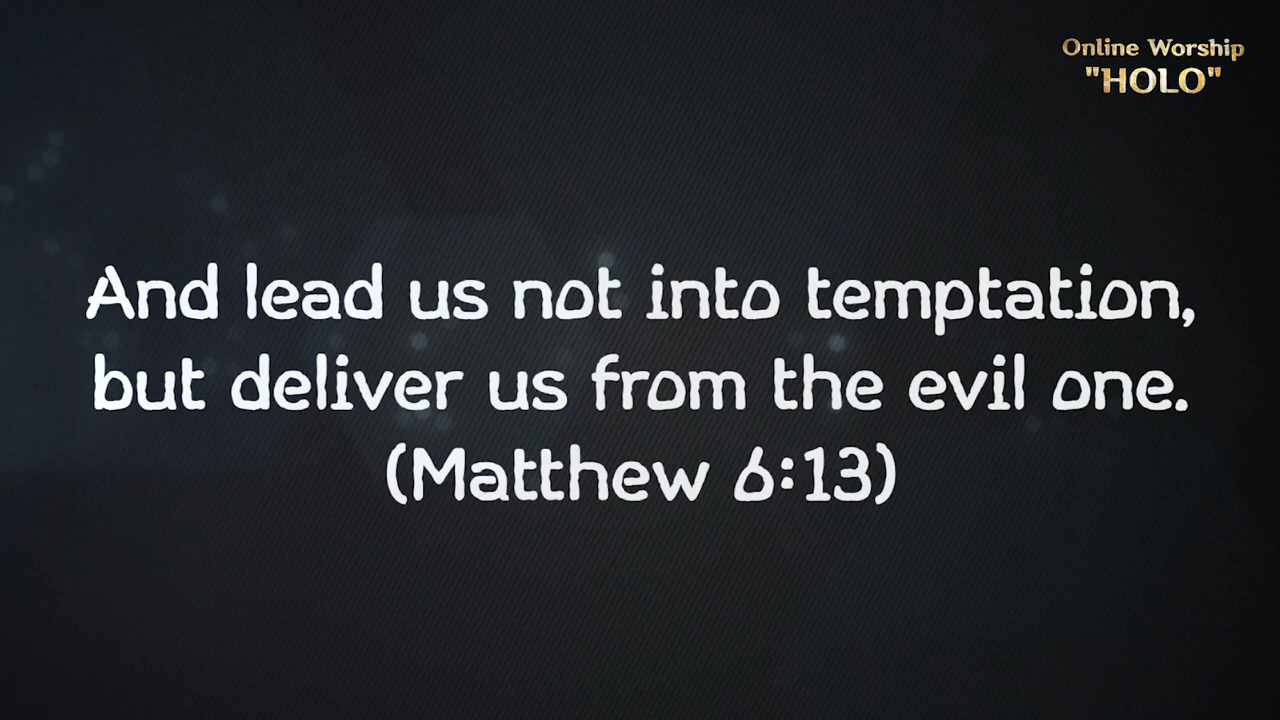 Online Worship
"HOLO"
And lead us not into temptation,
but deliver us from the evil one.
(Matthew 6:13)